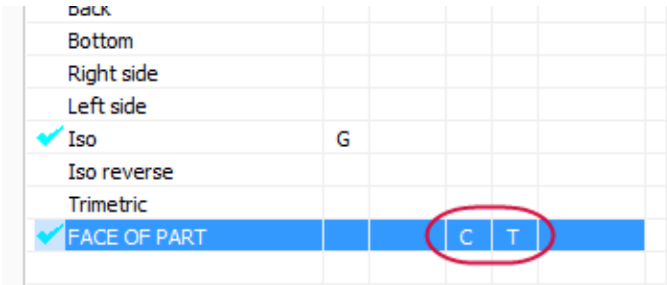 Back
Bottom
Right side
Left side
Iso G
Iso reverse
Trimetric
FACE OF PART C T